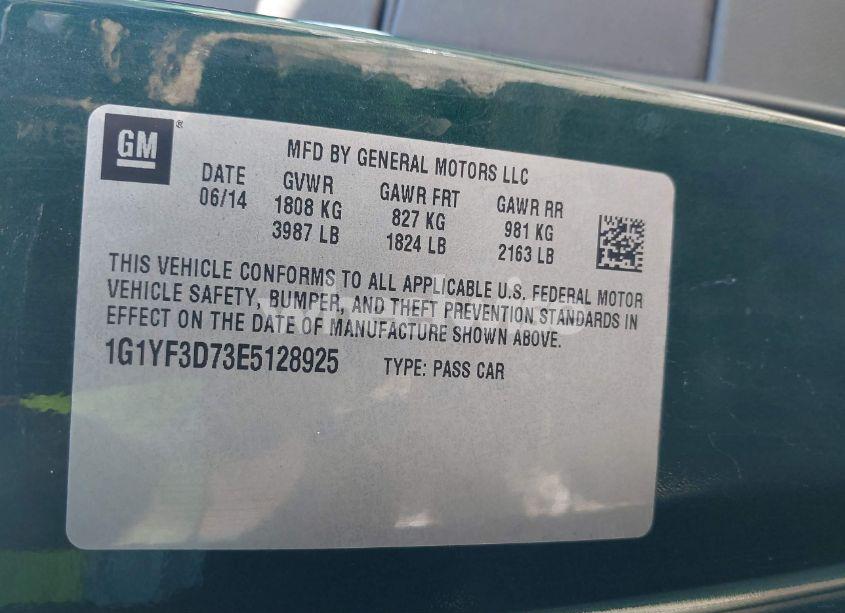 GM®
MFD BY GENERAL MOTORS LLC
DATE GVWR GAWR FRT GAWR RR
06/14 1808 KG 827 KG 981 KG
3987 LB 1824 LB 2163 LB
THIS VEHICLE CONFORMS TO ALL APPLICABLE U.S. FEDERAL MOTOR
VEHICLE SAFETY, BUMPER, AND THEFT PREVENTION STANDARDS IN
EFFECT ON THE DATE OF MANUFACTURE SHOWN ABOVE.
1G1YF3D73E5128925 TYPE: PASS CAR